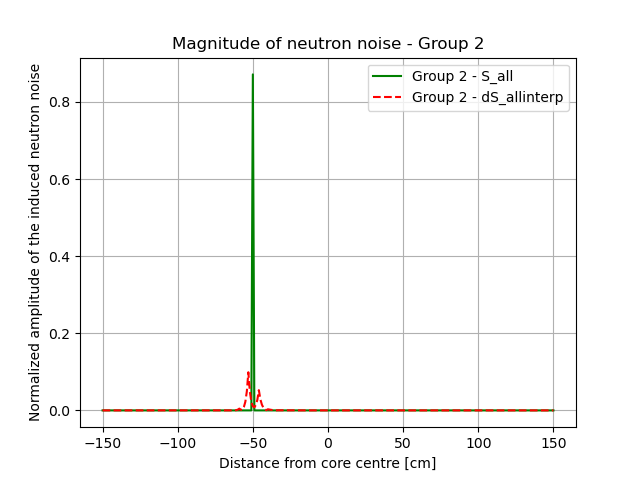 Magnitude of neutron noise - Group 2
Normalized amplitude of the induced neutron noise
0.8
0.6
0.4
0.2
0.0
Group 2 - S_all
Group 2 - dS_allinterp
−150
−100
−50
0
50
100
150
Distance from core centre [cm]